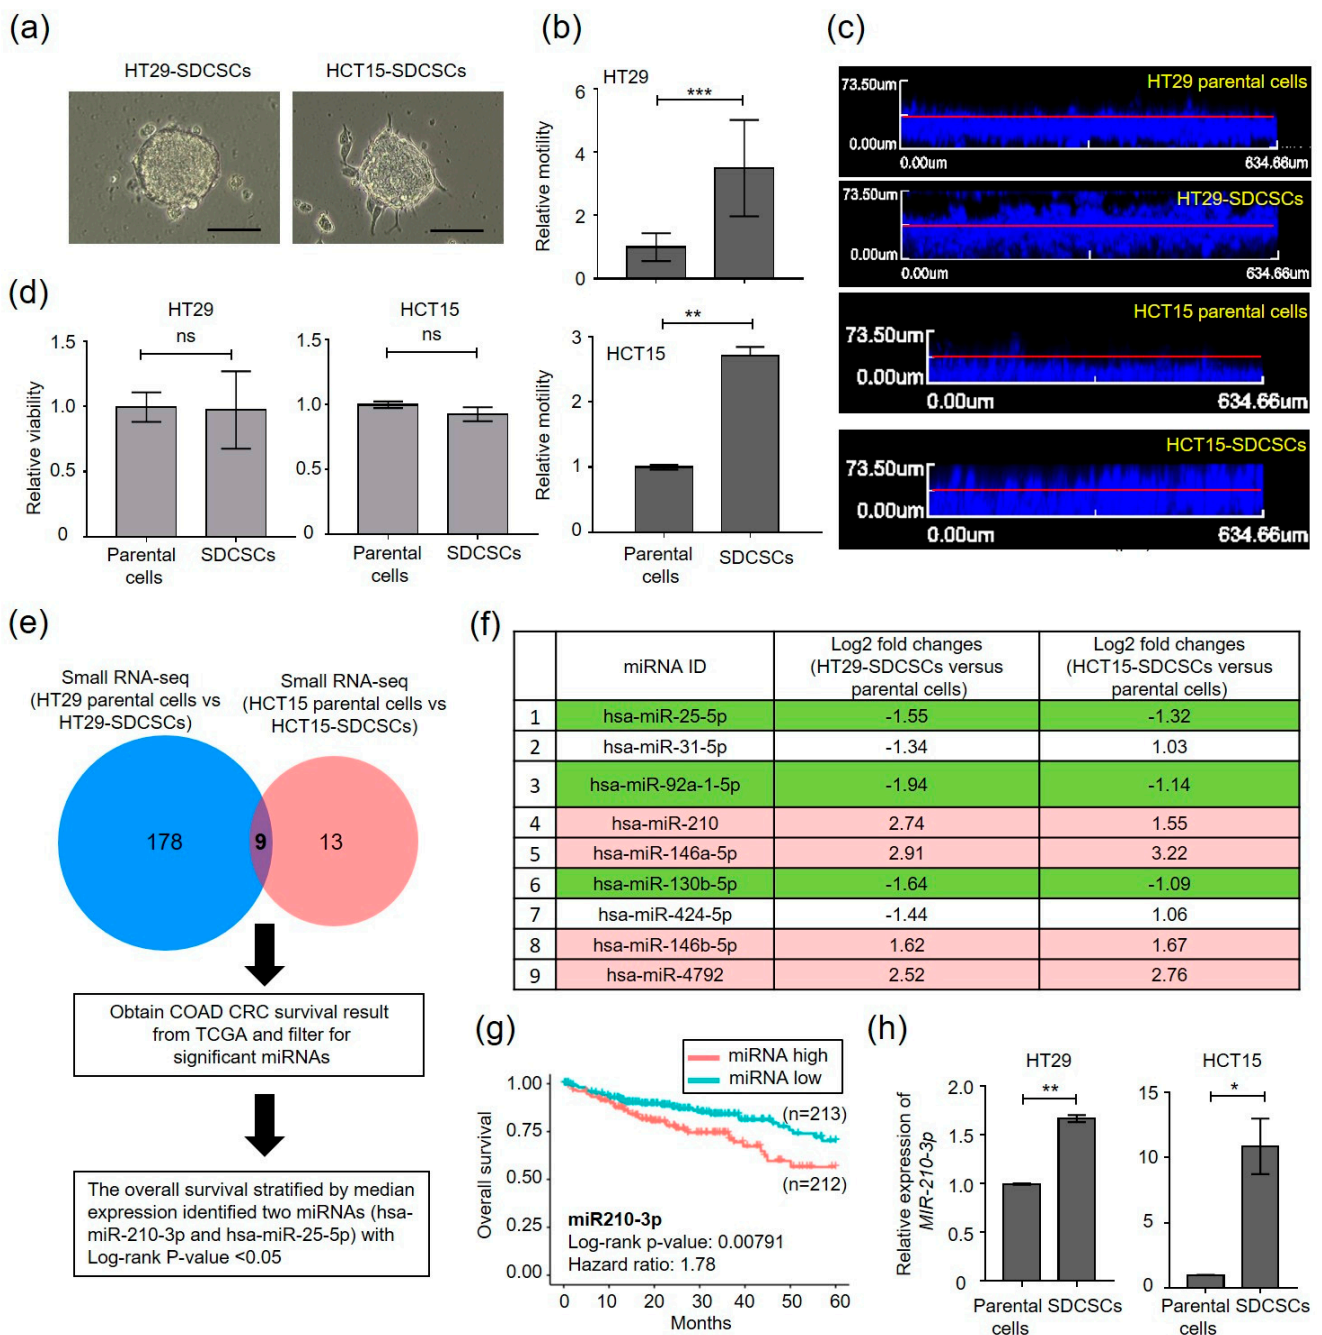 (a)
HT29-SDCSCs
HCT15-SDCSCs
(b)
HT29
Relative motility
6
4
2
0
***
HCT15
Relative motility
3
2
1
0
**
Parental
cells
SDCSCs
(c)
HT29 parental cells
73.50um
0.00um
0.00um
634.66um
HT29-SDCSCs
73.50um
0.00um
0.00um
634.66um
HCT15 parental cells
73.50um
0.00um
0.00um
634.66um
HCT15-SDCSCs
73.50um
0.00um
0.00um
634.66um
(d)
HT29
ns
Relative viability
1.5
1.0
0.5
0
Parental
cells
SDCSCs
HCT15
ns
1.5
1.0
0.5
0
Parental
cells
SDCSCs
(e)
Small RNA-seq
(HT29 parental cells vs
HT29-SDCSCs)
Small RNA-seq
(HCT15 parental cells vs
HCT15-SDCSCs)
178
9
13
Obtain COAD CRC survival result
from TCGA and filter for
significant miRNAs
The overall survival stratified by median
expression identified two miRNAs (hsa-
miR-210-3p and hsa-miR-25-5p) with
Log-rank P-value <0.05
(f)
miRNA ID
Log2 fold changes
(HT29-SDCSCs versus
parental cells)
Log2 fold changes
(HCT15-SDCSCs versus
parental cells)
1 hsa-miR-25-5p -1.55 -1.32
2 hsa-miR-31-5p -1.34 1.03
3 hsa-miR-92a-1-5p -1.94 -1.14
4 hsa-miR-210 2.74 1.55
5 hsa-miR-146a-5p 2.91 3.22
6 hsa-miR-130b-5p -1.64 -1.09
7 hsa-miR-424-5p -1.44 1.06
8 hsa-miR-146b-5p 1.62 1.67
9 hsa-miR-4792 2.52 2.76
(g)
miRNA high
miRNA low
Overall survival
1.00
0.75
0.50
0.25
0.00
(n=213)
(n=212)
miR210-3p
Log-rank p-value: 0.00791
Hazard ratio: 1.78
0 10 20 30 40 50 60
Months
(h)
Relative expression of
MIR-210-3p
HT29
**
2.0
1.5
1.0
0.5
0
Parental SDCSCs
cells
HCT15
*
15
10
5
0
Parental SDCSCs
cells